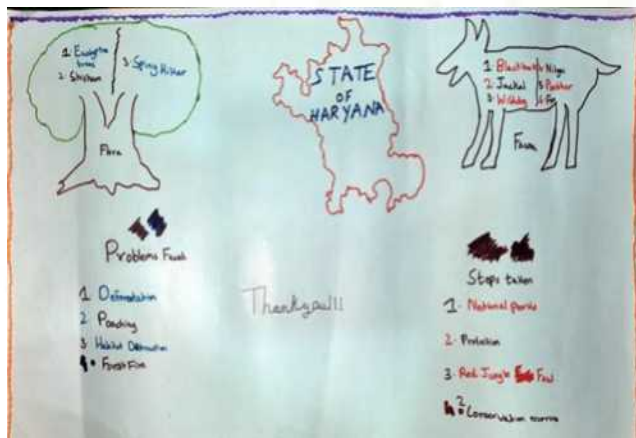 1. Eucalyptus
trees
2. Shisham
3. Spiny Kikar
Flora
STATE
OF
HARYANA
1. Blackbuck
2. Jackal
3. Wild dog
4. Nilgai
5. Panther
6. Fox
Fauna
Problems Faced
1 Deforestation
2 Poaching
3 Habitat Destruction
Forest Fire
Thankyou!!!
Steps taken
1. National parks
2. Protection
3. Red Jungle Fowl
Conservation